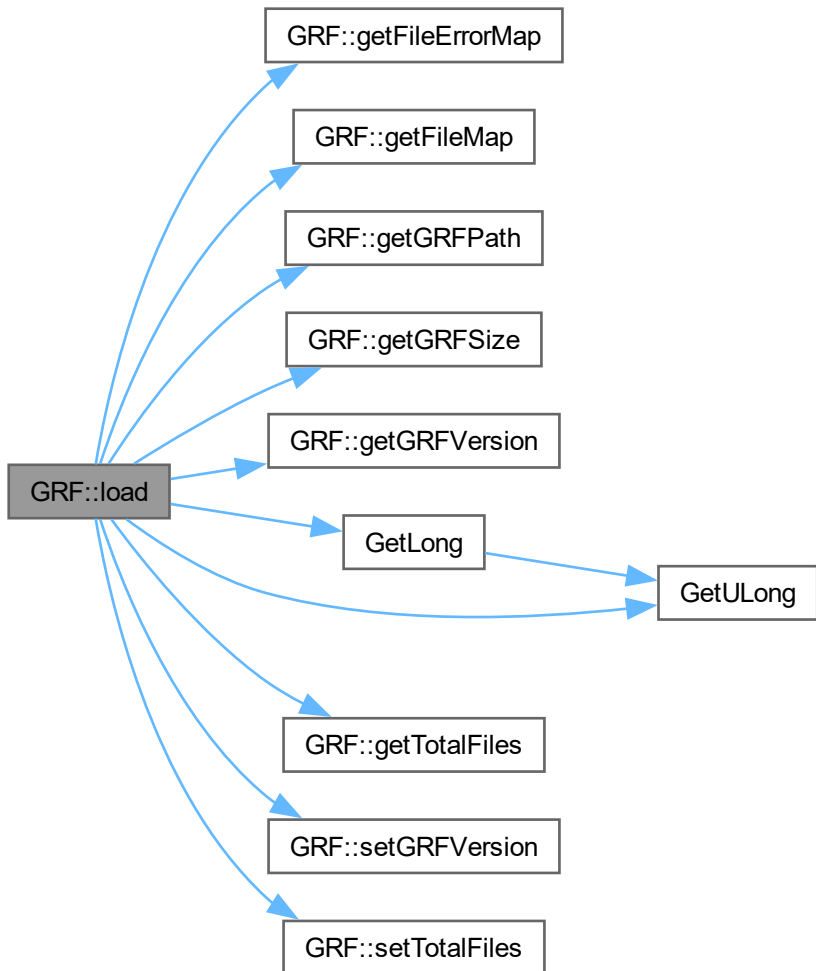 GRF::getFileErrorMap
GRF::getFileMap
GRF::getGRFPath
GRF::getGRFSize
GRF::getGRFVersion
GRF::load
GetLong
GetULong
GRF::getTotalFiles
GRF::setGRFVersion
GRF::setTotalFiles